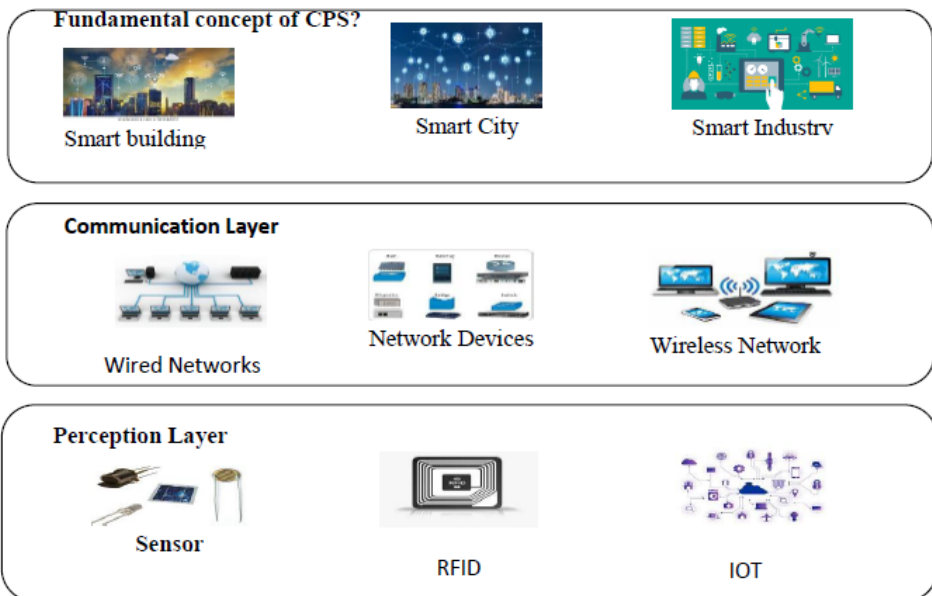 Fundamental concept of CPS?
Smart building
Smart City
Smart Industry
Communication Layer
Wired Networks
Network Devices
Wireless Network
Perception Layer
Sensor
RFID
IOT